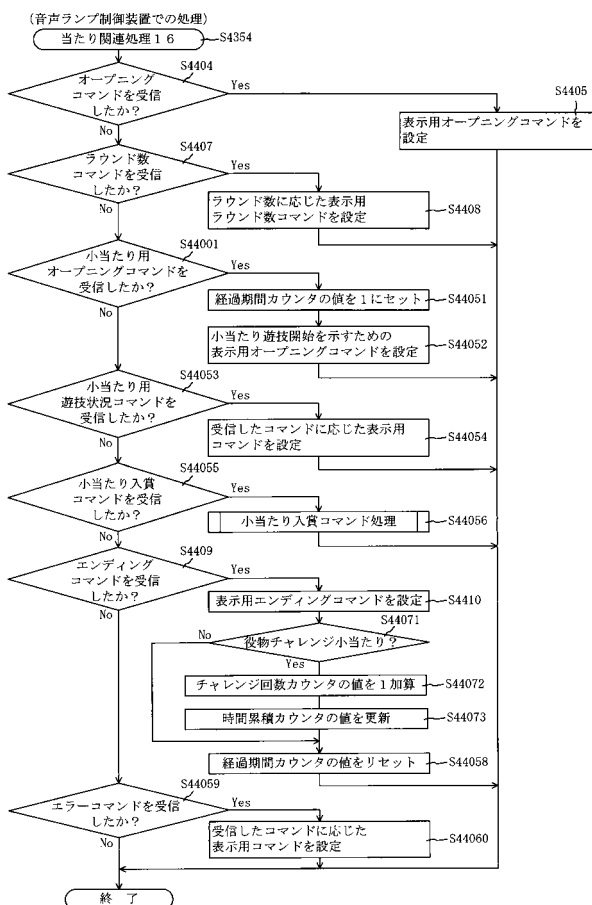 (音声ランプ制御装置での処理)
当たり関連処理16
S4354
オープニング
コマンドを受信
したか?
S4404
Yes
No
表示用オープニングコマンドを
設定
S4405
ラウンド数
コマンドを受信
したか?
S4407
Yes
No
ラウンド数に応じた表示用
ラウンド数コマンドを設定
S4408
小当たり用
オープニングコマンドを
受信したか?
S44001
Yes
No
経過期間カウンタの値を1にセット
S44051
小当たり遊技開始を示すための
表示用オープニングコマンドを設定
S44052
小当たり用
遊技状況コマンドを
受信したか?
S44053
Yes
No
受信したコマンドに応じた表示用
コマンドを設定
S44054
小当たり入賞
コマンドを受信
したか?
S44055
Yes
No
小当たり入賞コマンド処理
S44056
エンディング
コマンドを受信
したか?
S4409
Yes
No
表示用エンディングコマンドを設定
S4410
役物チャレンジ小当たり?
S44071
No
Yes
チャレンジ回数カウンタの値を1加算
S44072
時間累積カウンタの値を更新
S44073
経過期間カウンタの値をリセット
S44058
エラーコマンドを受信
したか?
S44059
Yes
No
受信したコマンドに応じた
表示用コマンドを設定
S44060
終了